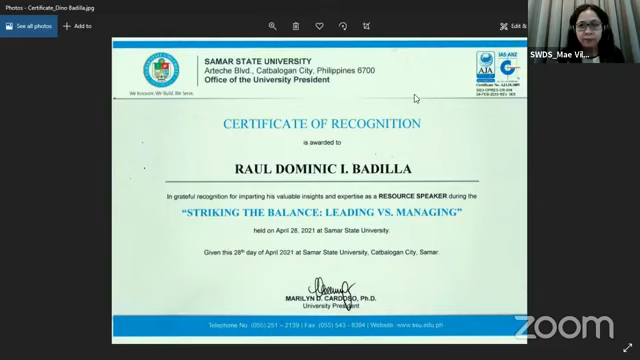 Photos - Certificate_Dino Badilla.jpg
See all photos
Add to
Edit &
SWDS_Mae Vil...
SAMAR STATE UNIVERSITY
Arteche Blvd., Catbalogan City, Philippines 6700
Office of the University President
We Innovate. We Build. We Serve.
AJA
JAS-ANZ
CERTIFICATE OF RECOGNITION
is awarded to
RAUL DOMINIC I. BADILLA
In grateful recognition for imparting his valuable insights and expertise as a RESOURCE SPEAKER during the
"STRIKING THE BALANCE: LEADING VS. MANAGING"
held on April 28, 2021 at Samar State University.
Given this 28th day of April 2021 at Samar State University, Catbalogan City, Samar.
MARILYN D. CARDOSO, Ph.D.
University President
Telephone No. (055) 251 – 2139 | Fax. (055) 543 - 8394 | Website www.ssu.edu.ph
zoom